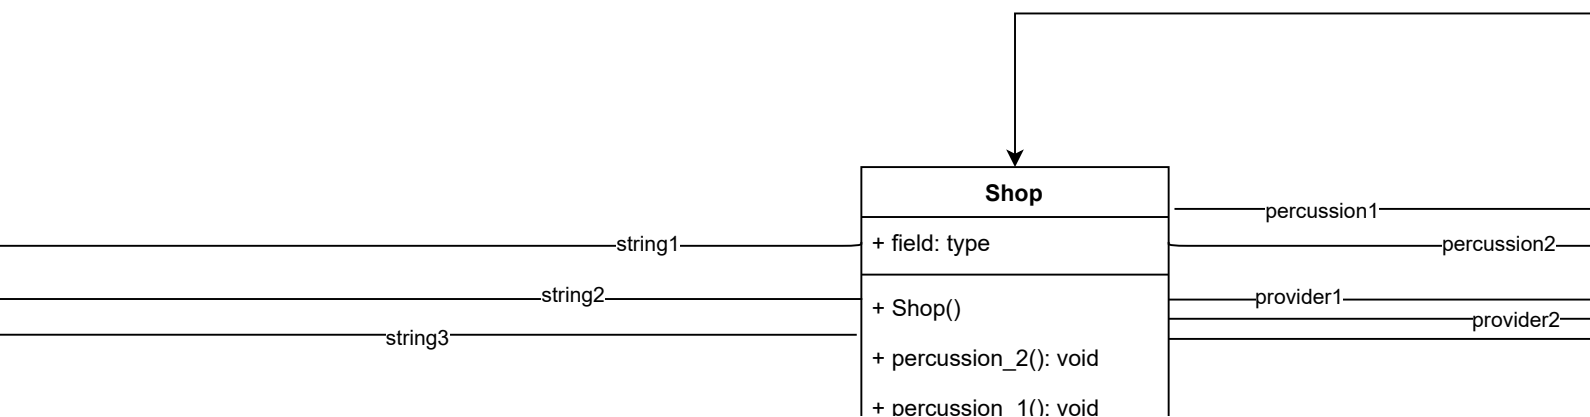 Shop
percussion1
string1
+ field: type
percussion2
string2
provider1
+ Shop()
provider2
string3
+ percussion_2(): void
+ percussion_1(): void